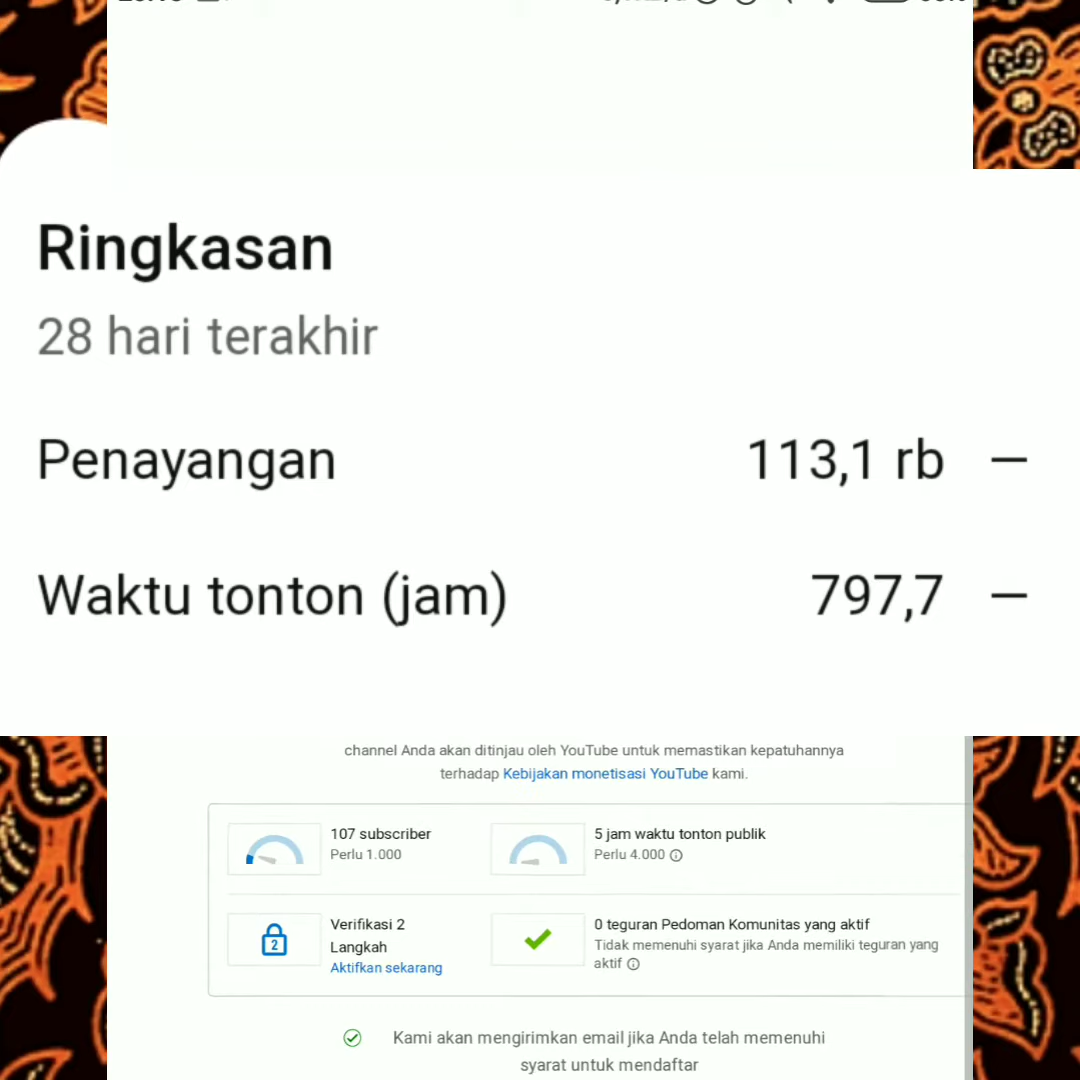 Ringkasan
28 hari terakhir
Penayangan 113,1 rb —
Waktu tonton (jam) 797,7 —
channel Anda akan ditinjau oleh YouTube untuk memastikan kepatuhannya
terhadap Kebijakan monetisasi YouTube kami.
107 subscriber
Perlu 1.000
5 jam waktu tonton publik
Perlu 4.000
2
Verifikasi 2
Langkah
Aktifkan sekarang
0 teguran Pedoman Komunitas yang aktif
Tidak memenuhi syarat jika Anda memiliki teguran yang
aktif
Kami akan mengirimkan email jika Anda telah memenuhi
syarat untuk mendaftar